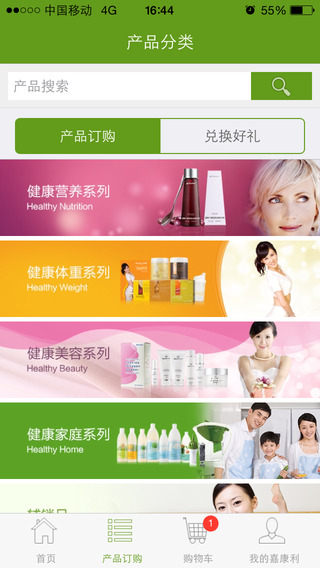 中国移动 4G 16:44 55%
产品分类
产品搜索
产品订购 兑换好礼
健康营养系列
Healthy Nutrition
健康体重系列
Healthy Weight
健康美容系列
Healthy Beauty
健康家庭系列
Healthy Home
1
首页 产品订购 购物车 我的嘉康利